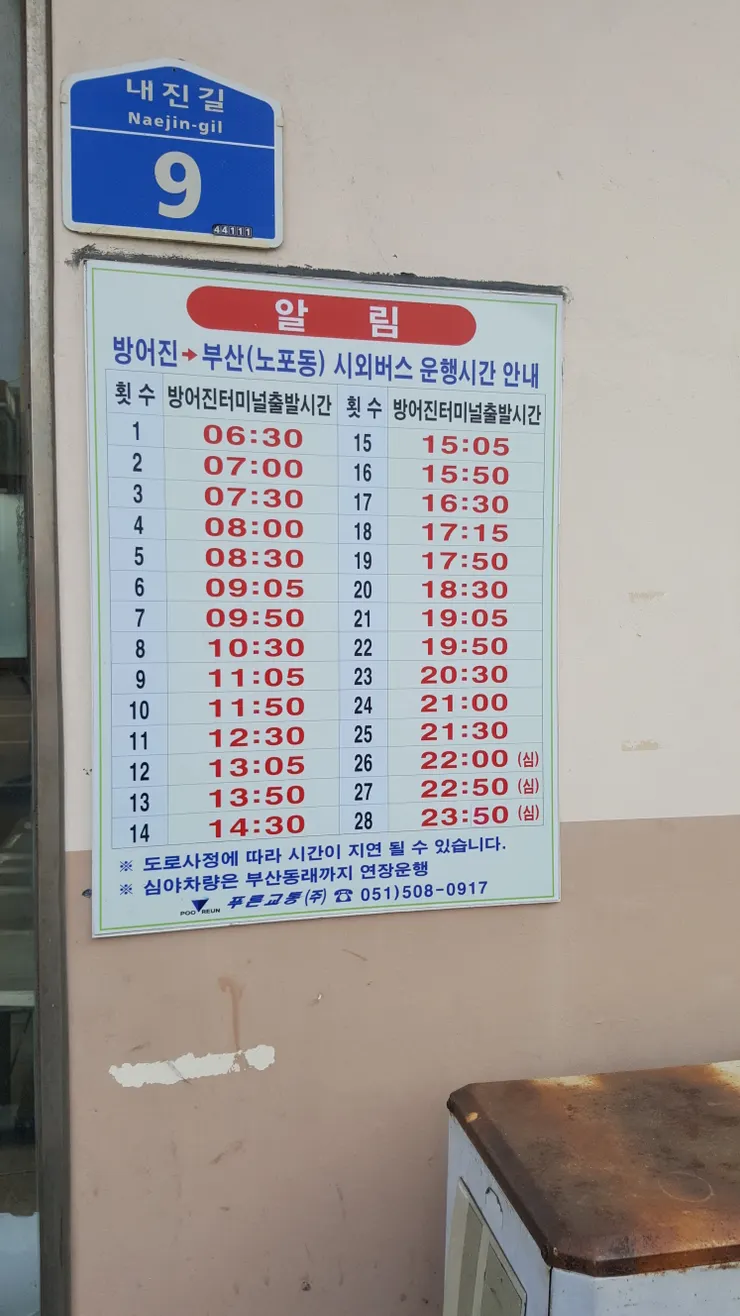 내진길
Naejin-gil
9
44111
알 림
방어진→부산(노포동) 시외버스 운행시간 안내
횟 수 방어진터미널출발시간 횟 수 방어진터미널출발시간
1 06:30 15 15:05
2 07:00 16 15:50
3 07:30 17 16:30
4 08:00 18 17:15
5 08:30 19 17:50
6 09:05 20 18:30
7 09:50 21 19:05
8 10:30 22 19:50
9 11:05 23 20:30
10 11:50 24 21:00
11 12:30 25 21:30
12 13:05 26 22:00 (심)
13 13:50 27 22:50 (심)
14 14:30 28 23:50 (심)
※ 도로사정에 따라 시간이 지연 될 수 있습니다.
※ 심야차량은 부산동래까지 연장운행
POO REUN 푸른교통(주) ☎ 051)508-0917